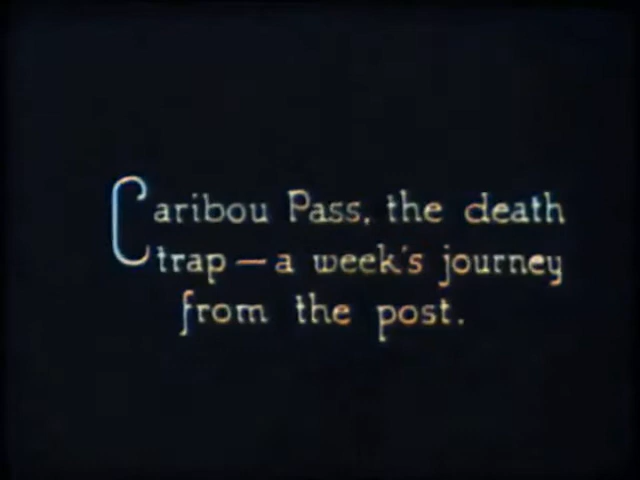 Caribou Pass, the death
trap — a week's journey
from the post.